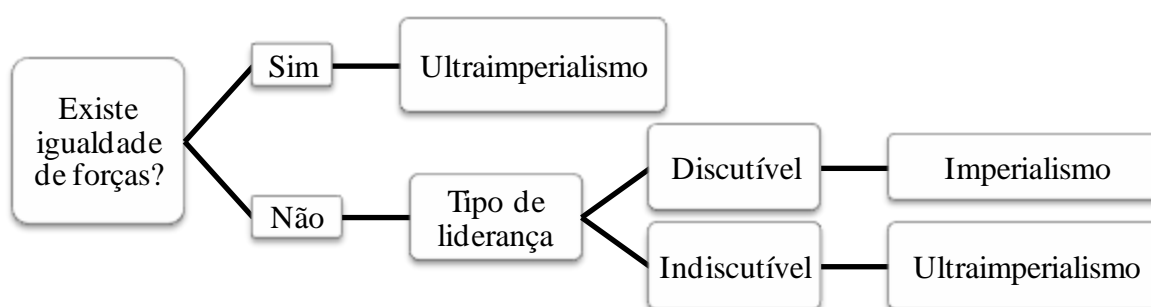 Existe
igualdade
de forças?
Sim
Ultraimperialismo
Não
Tipo de
liderança
Discutível
Imperialismo
Indiscutível
Ultraimperialismo